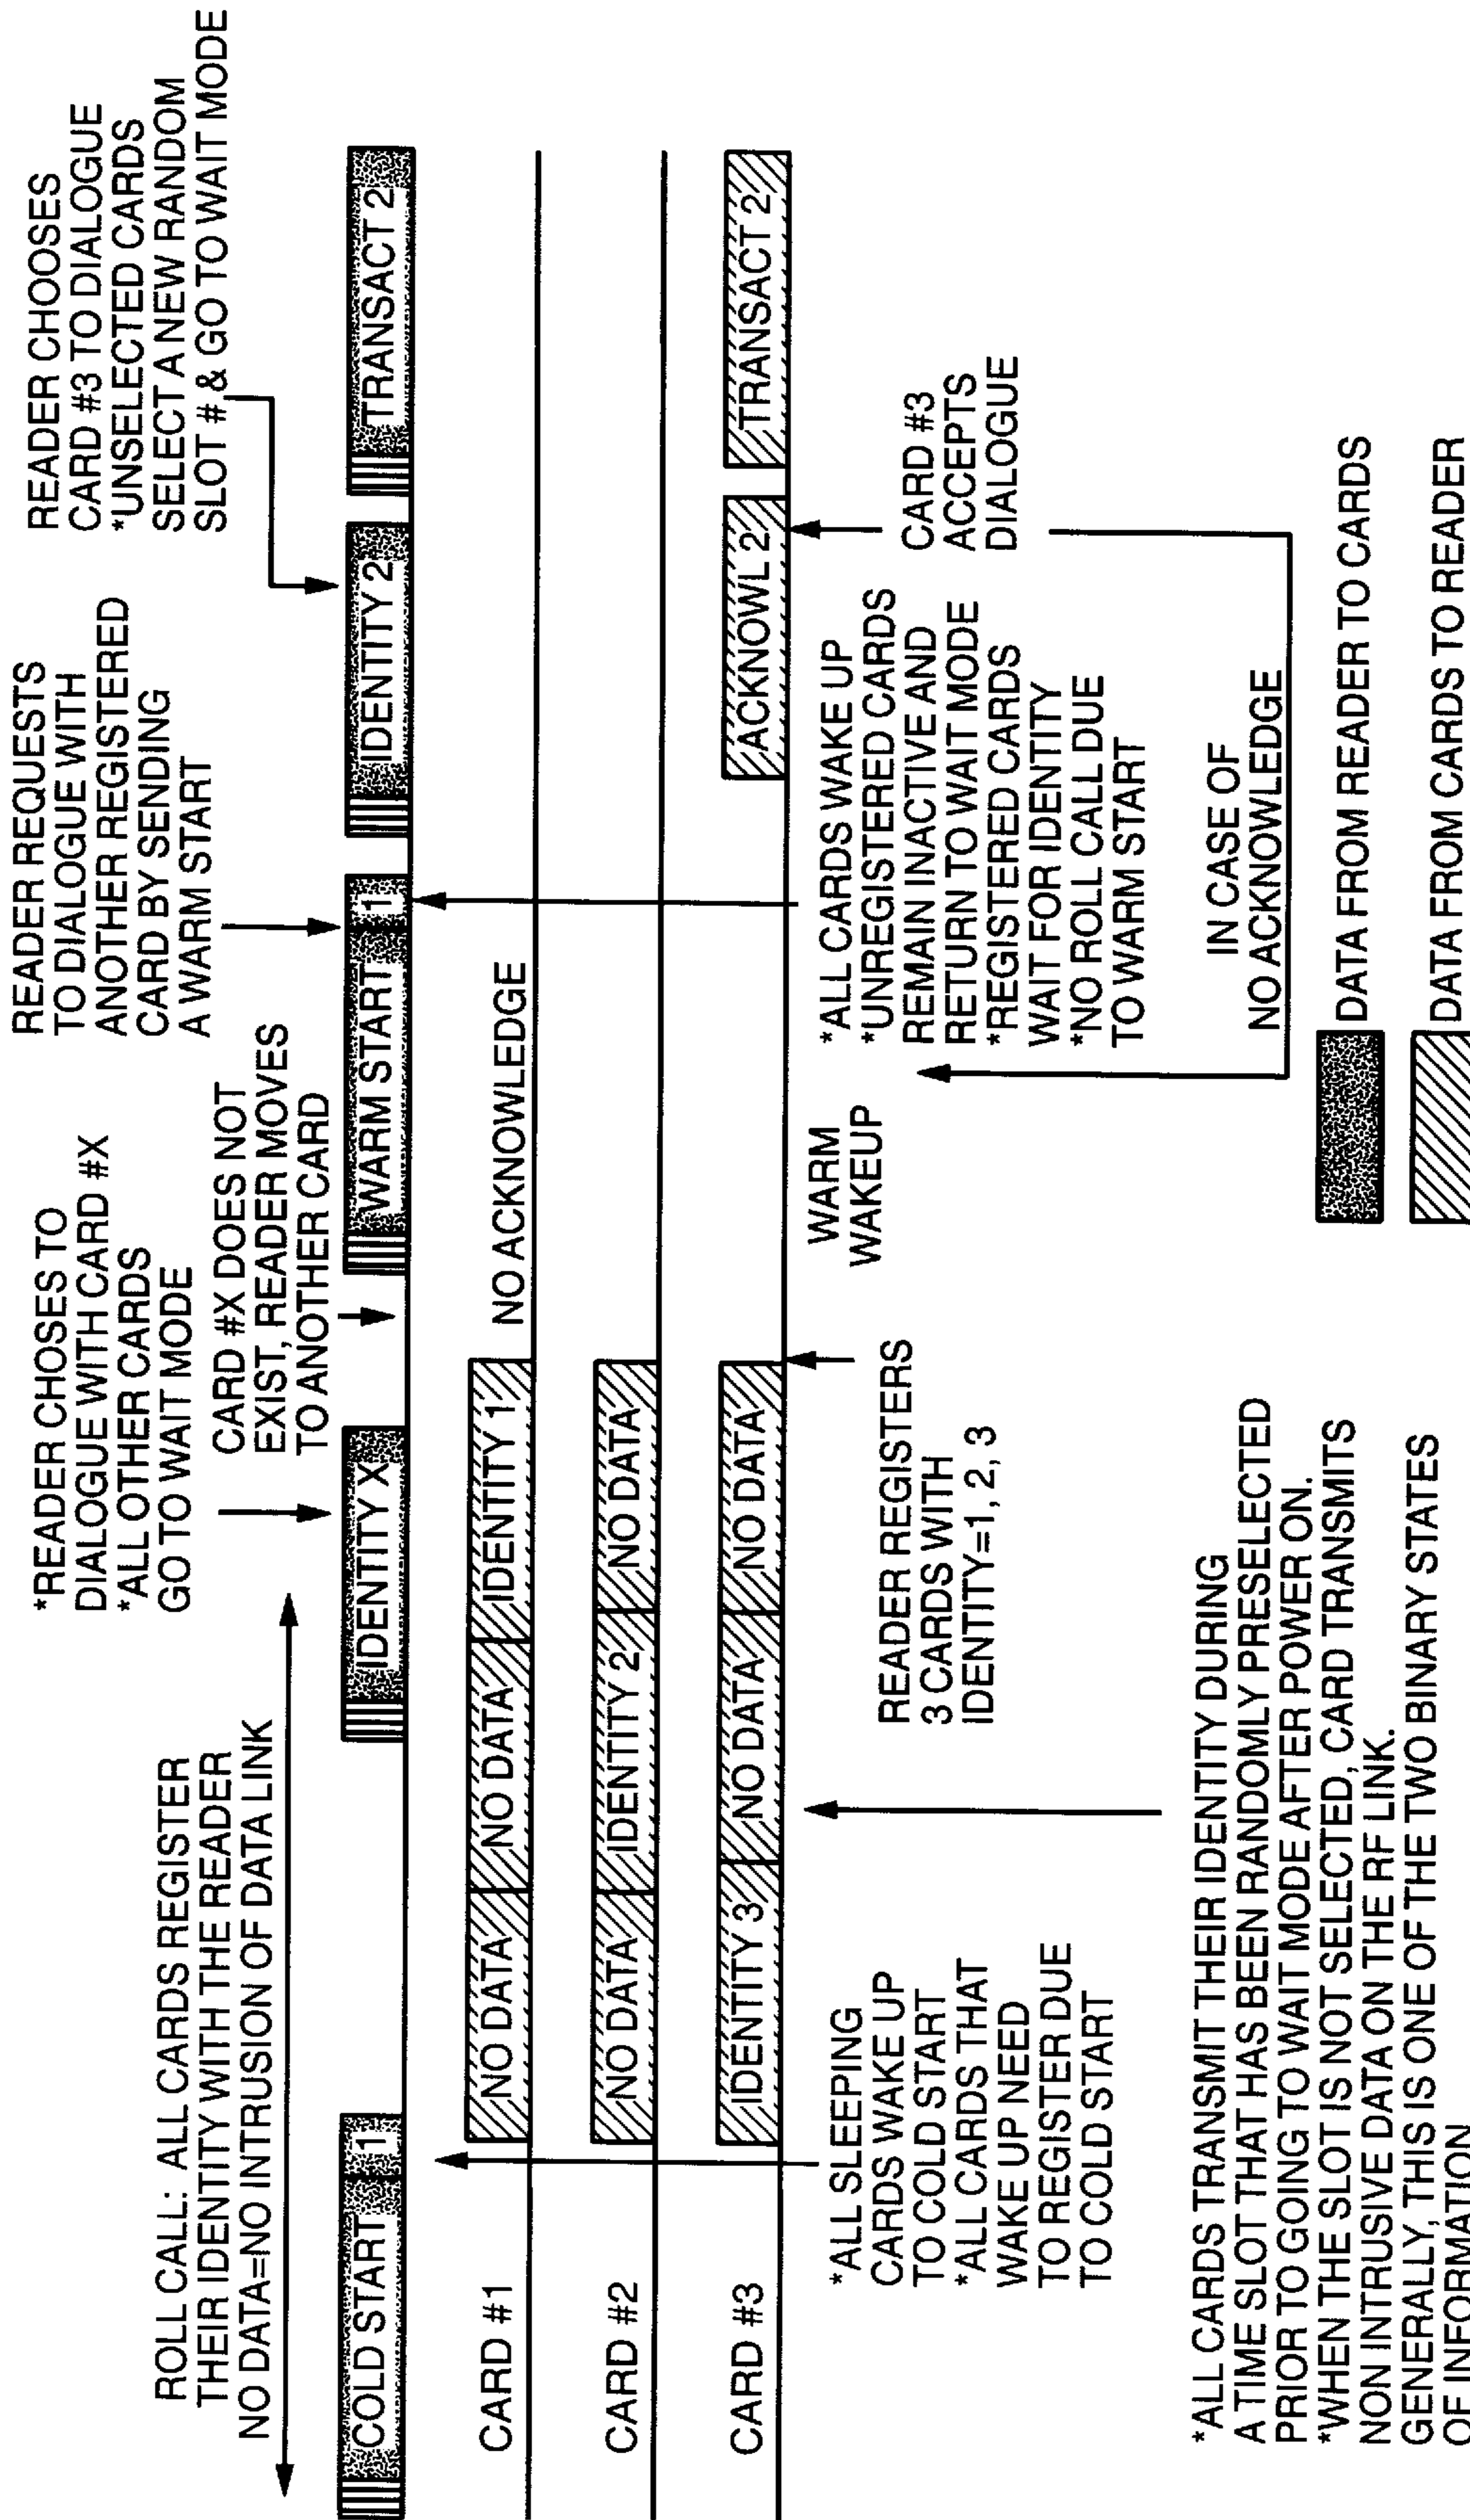 ROLL CALL: ALL CARDS REGISTER
THEIR IDENTITY WITH THE READER
NO DATA=NO INTRUSION OF DATA LINK
*READER CHOSES TO
DIALOGUE WITH CARD #X
*ALL OTHER CARDS
GO TO WAIT MODE
CARD #X DOES NOT
EXIST, READER MOVES
TO ANOTHER CARD
READER REQUESTS
TO DIALOGUE WITH
ANOTHER REGISTERED
CARD BY SENDING
A WARM START
READER CHOOSES
CARD #3 TO DIALOGUE
*UNSELECTED CARDS
SELECT A NEW RANDOM
SLOT # & GO TO WAIT MODE
COLD START 1 IDENTITY X WARM START 1 IDENTITY 2 TRANSACT 2
CARD #1 NO DATA NO DATA IDENTITY 1 NO ACKNOWLEDGE
CARD #2 NO DATA IDENTITY 2 NO DATA
CARD #3 IDENTITY 3 NO DATA NO DATA ACKNOWL 2 TRANSACT 2
*ALL SLEEPING
CARDS WAKE UP
TO COLD START
*ALL CARDS THAT
WAKE UP NEED
TO REGISTER DUE
TO COLD START
READER REGISTERS
3 CARDS WITH
IDENTITY=1, 2, 3
WARM
WAKEUP
*ALL CARDS WAKE UP
*UNREGISTERED CARDS
REMAIN INACTIVE AND
RETURN TO WAIT MODE
*REGISTERED CARDS
WAIT FOR IDENTITY
*NO ROLL CALL DUE
TO WARM START
CARD #3
ACCEPTS
DIALOGUE
IN CASE OF
NO ACKNOWLEDGE
*ALL CARDS TRANSMIT THEIR IDENTITY DURING
A TIME SLOT THAT HAS BEEN RANDOMLY PRESELECTED
PRIOR TO GOING TO WAIT MODE AFTER POWER ON.
*WHEN THE SLOT IS NOT SELECTED, CARD TRANSMITS
NON INTRUSIVE DATA ON THE RF LINK.
GENERALLY, THIS IS ONE OF THE TWO BINARY STATES
OF INFORMATION
DATA FROM READER TO CARDS
DATA FROM CARDS TO READER